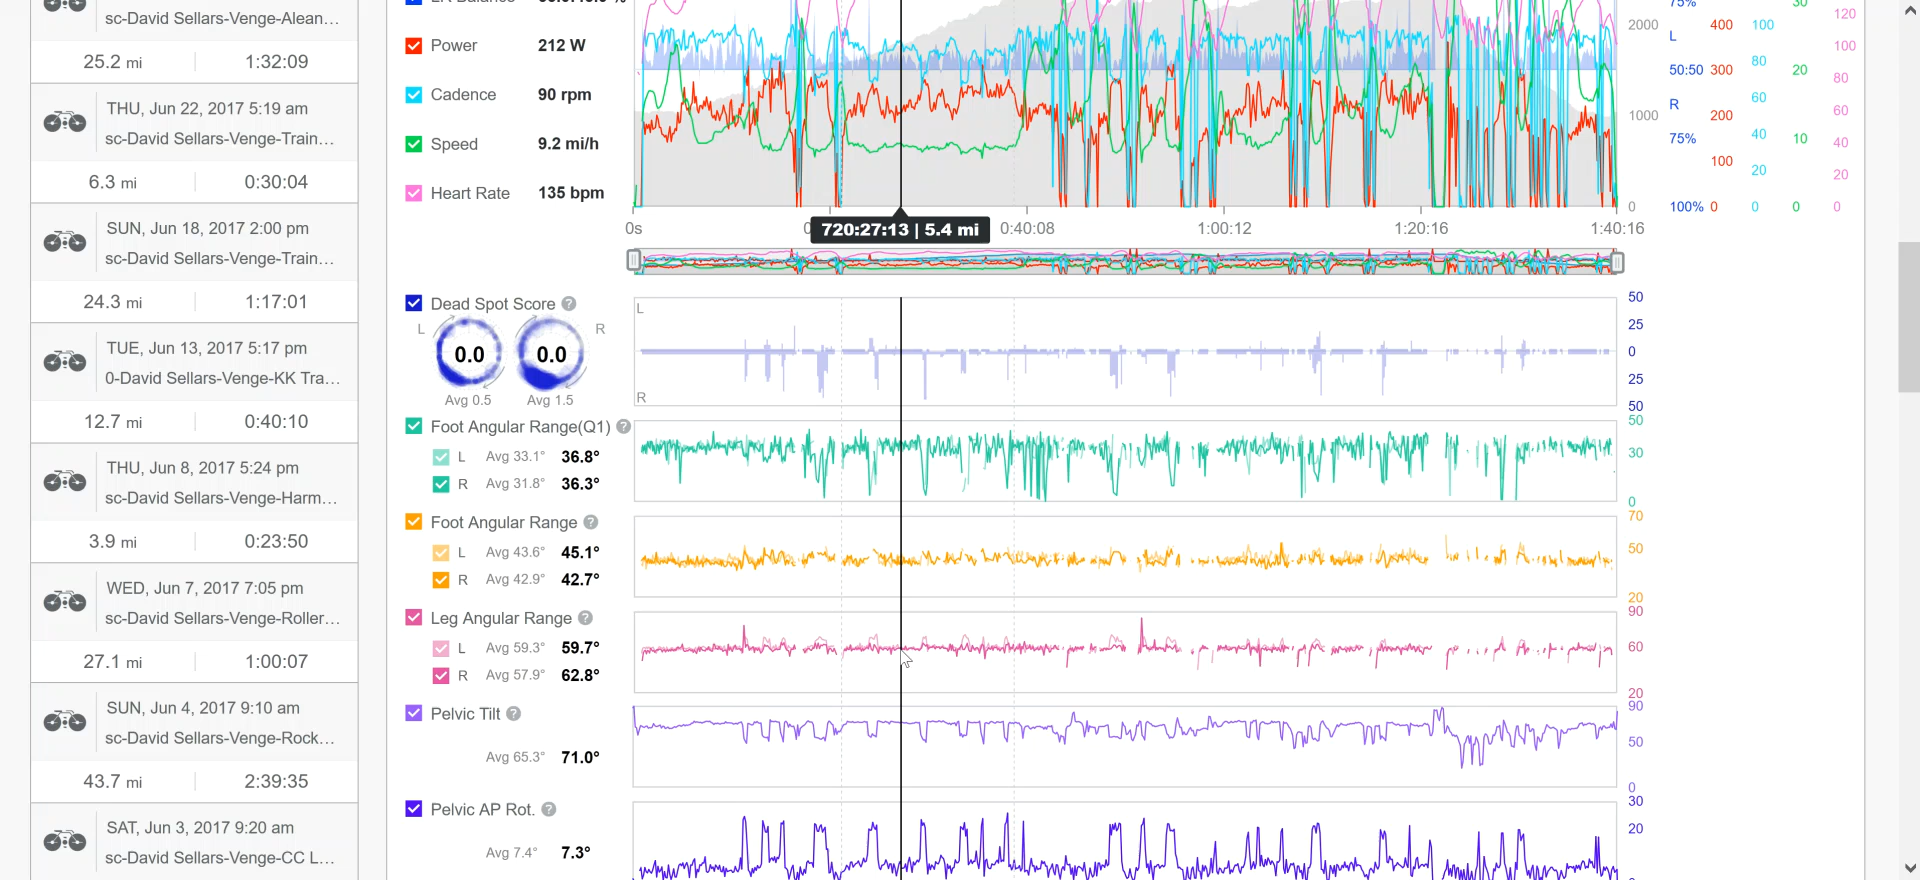 sc-David Sellars-Venge-Alean...
25.2 mi 1:32:09
THU, Jun 22, 2017 5:19 am
sc-David Sellars-Venge-Train...
6.3 mi 0:30:04
SUN, Jun 18, 2017 2:00 pm
sc-David Sellars-Venge-Train...
24.3 mi 1:17:01
TUE, Jun 13, 2017 5:17 pm
0-David Sellars-Venge-KK Tra...
12.7 mi 0:40:10
THU, Jun 8, 2017 5:24 pm
sc-David Sellars-Venge-Harm...
3.9 mi 0:23:50
WED, Jun 7, 2017 7:05 pm
sc-David Sellars-Venge-Roller...
27.1 mi 1:00:07
SUN, Jun 4, 2017 9:10 am
sc-David Sellars-Venge-Rock...
43.7 mi 2:39:35
SAT, Jun 3, 2017 9:20 am
sc-David Sellars-Venge-CC L...
Power 212 W
Cadence 90 rpm
Speed 9.2 mi/h
Heart Rate 135 bpm
75% 30 120
2000 L 400 100 100
50:50 300 80 20 80
R 60 60
1000 75% 200 40 10 40
100 20 20
0 100% 0 0 0 0
0s 0:40:08 1:00:12 1:20:16 1:40:16
720:27:13 | 5.4 mi
Dead Spot Score ?
L 0.0 0.0 R
Avg 0.5 Avg 1.5
L
R
50
25
0
25
50
Foot Angular Range(Q1) ?
L Avg 33.1° 36.8°
R Avg 31.8° 36.3°
50
30
0
Foot Angular Range ?
L Avg 43.6° 45.1°
R Avg 42.9° 42.7°
70
50
20
Leg Angular Range ?
L Avg 59.3° 59.7°
R Avg 57.9° 62.8°
90
60
20
Pelvic Tilt ?
Avg 65.3° 71.0°
90
50
0
Pelvic AP Rot. ?
Avg 7.4° 7.3°
30
20